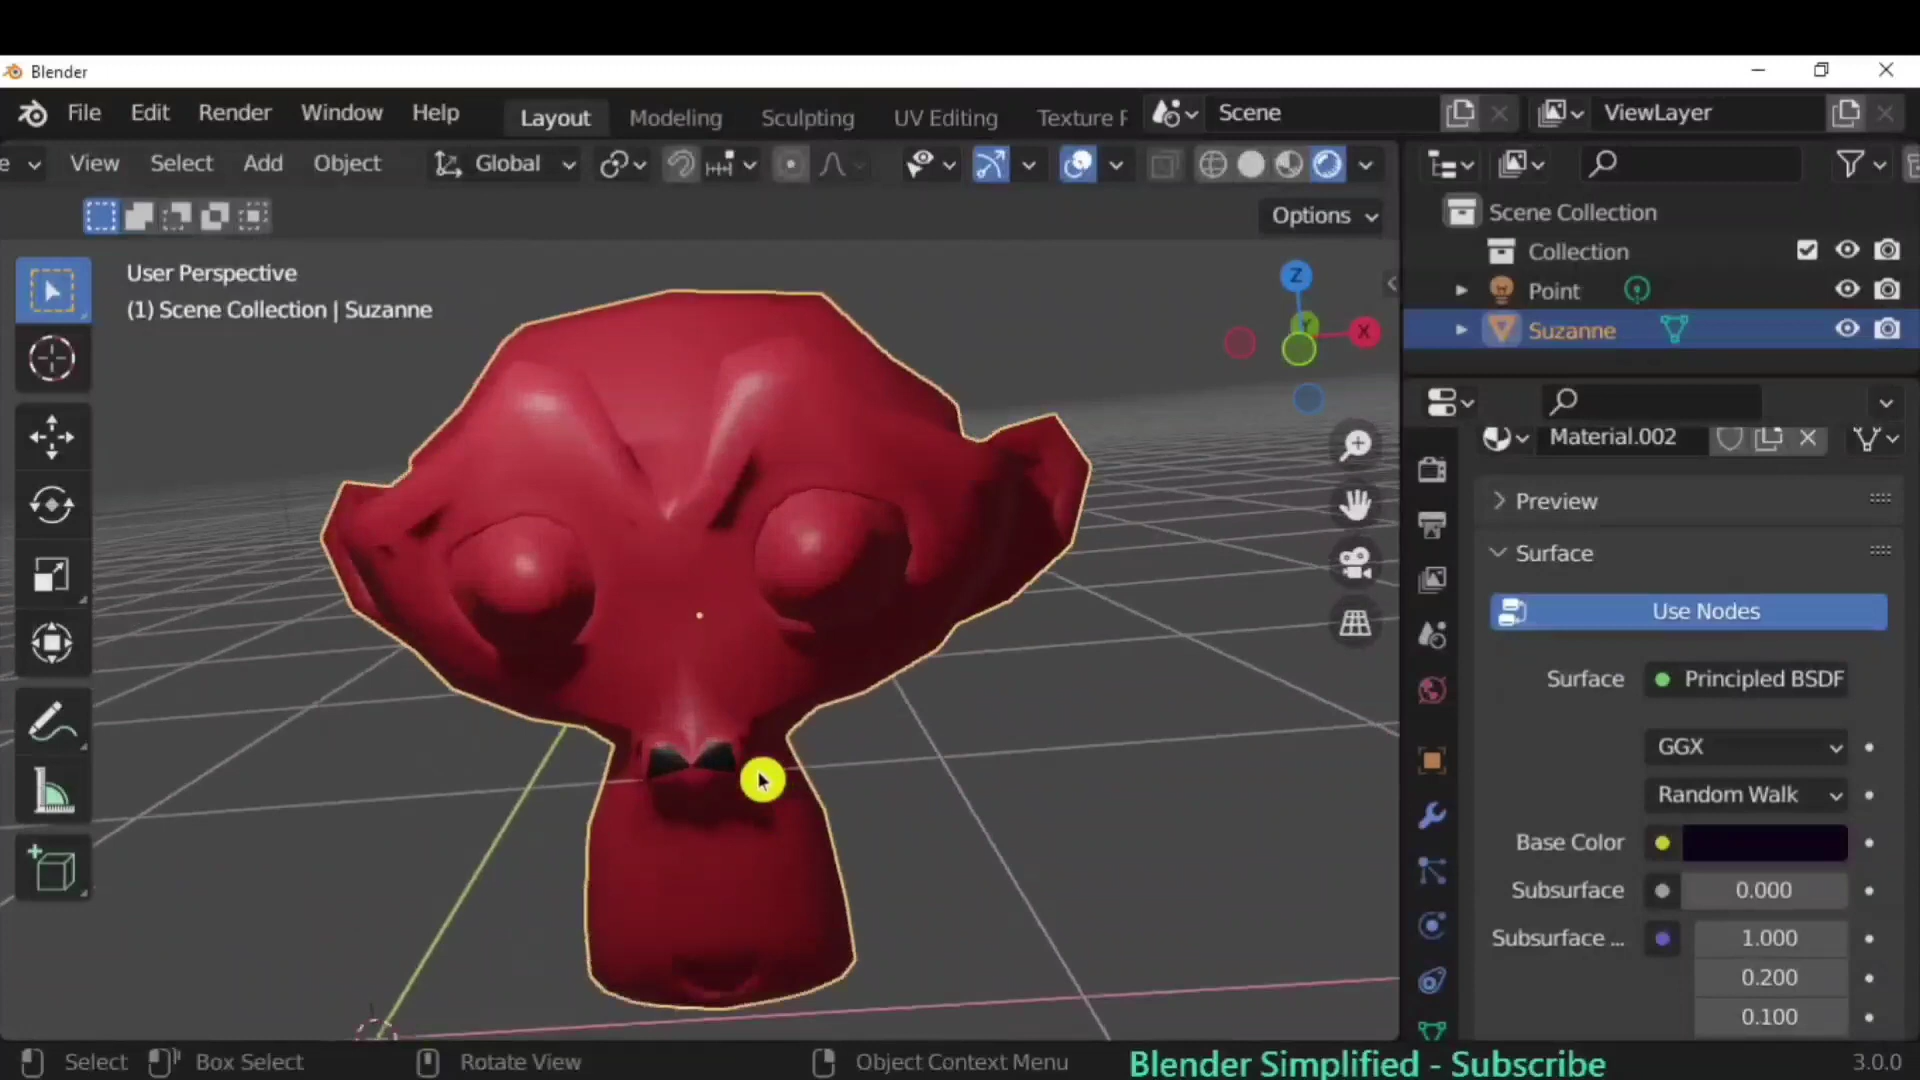 Blender
File Edit Render Window Help Layout Modeling Sculpting UV Editing Texture Scene ViewLayer
View Select Add Object Global
Options
User Perspective
(1) Scene Collection | Suzanne
Z
Y
X
Scene Collection
Collection
Point
Suzanne
Material.002
Preview
Surface
Use Nodes
Surface Principled BSDF
GGX
Random Walk
Base Color
Subsurface 0.000
Subsurface ... 1.000
0.200
0.100
Select Box Select Rotate View Object Context Menu Blender Simplified - Subscribe 3.0.0